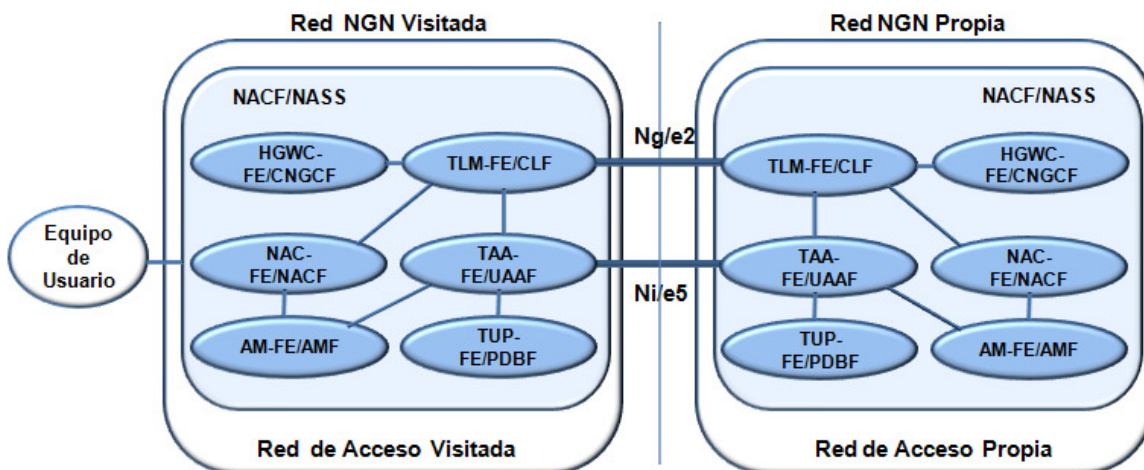 Red NGN Visitada
Red NGN Propia
NACF/NASS
NACF/NASS
HGWC-
FE/CNGCF
TLM-FE/CLF
Ng/e2
TLM-FE/CLF
HGWC-
FE/CNGCF
Equipo
de
Usuario
NAC-
FE/NACF
TAA-
FE/UAAF
Ni/e5
TAA-
FE/UAAF
NAC-
FE/NACF
AM-FE/AMF
TUP-
FE/PDBF
TUP-
FE/PDBF
AM-FE/AMF
Red de Acceso Visitada
Red de Acceso Propia